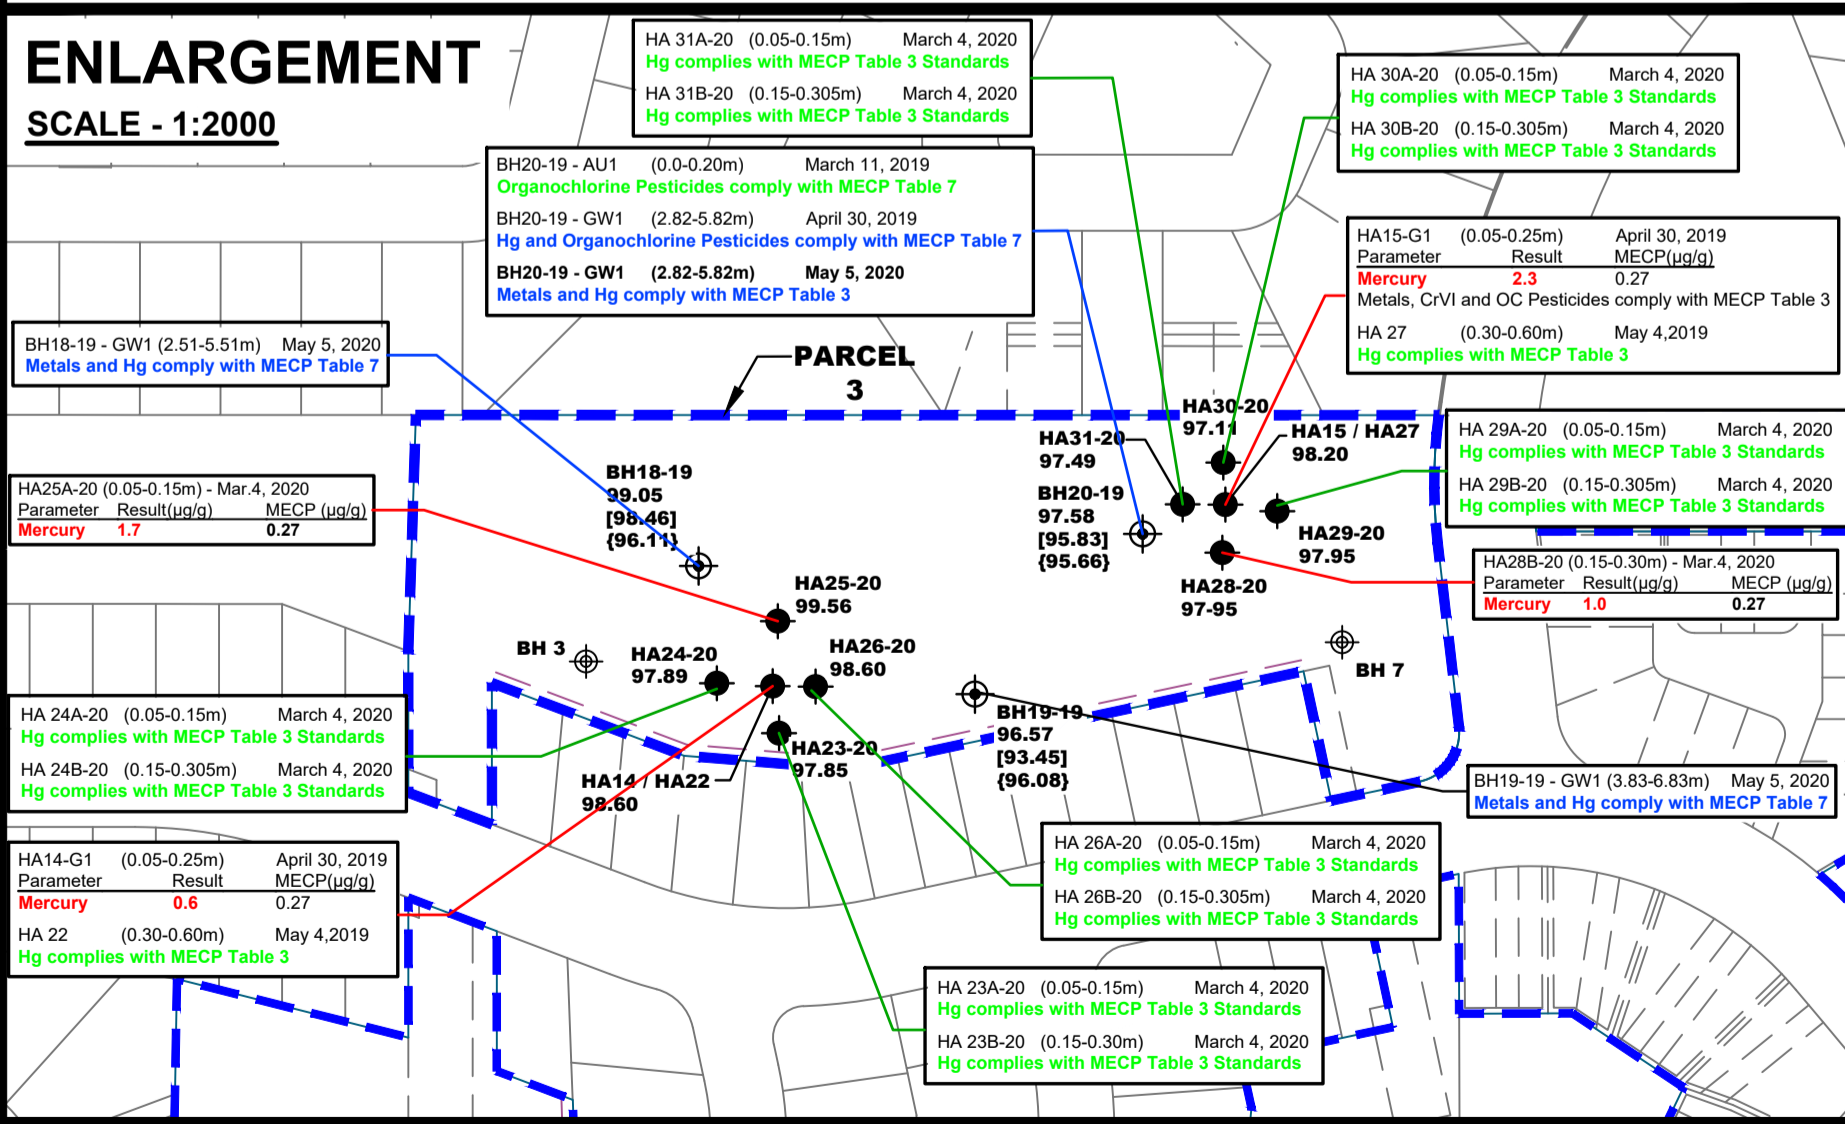 ENLARGEMENT
SCALE - 1:2000
HA 31A-20 (0.05-0.15m) March 4, 2020
Hg complies with MECP Table 3 Standards
HA 31B-20 (0.15-0.305m) March 4, 2020
Hg complies with MECP Table 3 Standards
HA 30A-20 (0.05-0.15m) March 4, 2020
Hg complies with MECP Table 3 Standards
HA 30B-20 (0.15-0.305m) March 4, 2020
Hg complies with MECP Table 3 Standards
BH20-19 - AU1 (0.0-0.20m) March 11, 2019
Organochlorine Pesticides comply with MECP Table 7
BH20-19 - GW1 (2.82-5.82m) April 30, 2019
Hg and Organochlorine Pesticides comply with MECP Table 7
BH20-19 - GW1 (2.82-5.82m) May 5, 2020
Metals and Hg comply with MECP Table 3
HA15-G1 (0.05-0.25m) April 30, 2019
Parameter Result MECP(µg/g)
Mercury 2.3 0.27
Metals, CrVI and OC Pesticides comply with MECP Table 3
HA 27 (0.30-0.60m) May 4,2019
Hg complies with MECP Table 3
BH18-19 - GW1 (2.51-5.51m) May 5, 2020
Metals and Hg comply with MECP Table 7
PARCEL
3
HA30-20
97.11
HA31-20
97.49
HA15 / HA27
98.20
HA 29A-20 (0.05-0.15m) March 4, 2020
Hg complies with MECP Table 3 Standards
HA 29B-20 (0.15-0.305m) March 4, 2020
Hg complies with MECP Table 3 Standards
HA25A-20 (0.05-0.15m) - Mar.4, 2020
Parameter Result(µg/g) MECP (µg/g)
Mercury 1.7 0.27
BH18-19
99.05
[98.46]
{96.11}
BH20-19
97.58
[95.83]
{95.66}
HA29-20
97.95
HA28-20
97-95
HA28B-20 (0.15-0.30m) - Mar.4, 2020
Parameter Result(µg/g) MECP (µg/g)
Mercury 1.0 0.27
HA25-20
99.56
BH 3
HA24-20
97.89
HA26-20
98.60
BH 7
HA 24A-20 (0.05-0.15m) March 4, 2020
Hg complies with MECP Table 3 Standards
HA 24B-20 (0.15-0.305m) March 4, 2020
Hg complies with MECP Table 3 Standards
HA23-20
97.85
HA14 / HA22
98.60
BH19-19
96.57
[93.45]
{96.08}
BH19-19 - GW1 (3.83-6.83m) May 5, 2020
Metals and Hg comply with MECP Table 7
HA14-G1 (0.05-0.25m) April 30, 2019
Parameter Result MECP(µg/g)
Mercury 0.6 0.27
HA 22 (0.30-0.60m) May 4,2019
Hg complies with MECP Table 3
HA 26A-20 (0.05-0.15m) March 4, 2020
Hg complies with MECP Table 3 Standards
HA 26B-20 (0.15-0.305m) March 4, 2020
Hg complies with MECP Table 3 Standards
HA 23A-20 (0.05-0.15m) March 4, 2020
Hg complies with MECP Table 3 Standards
HA 23B-20 (0.15-0.30m) March 4, 2020
Hg complies with MECP Table 3 Standards